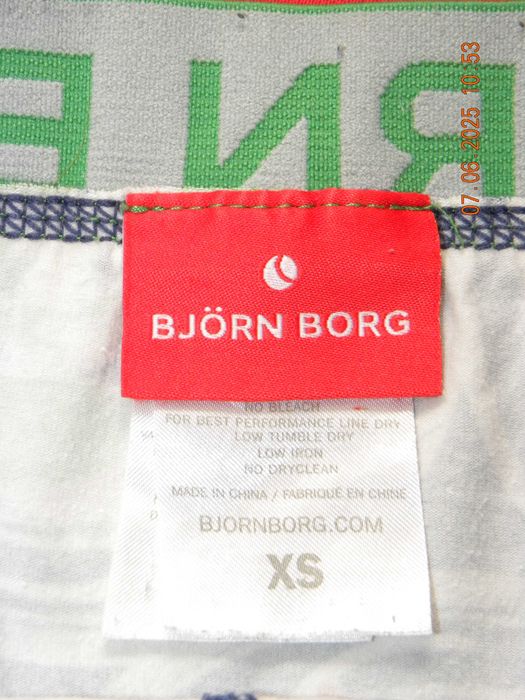 07.06.2025 10:53
BJÖRN BORG
NO BLEACH
FOR BEST PERFORMANCE LINE DRY
LOW TUMBLE DRY
LOW IRON
NO DRYCLEAN
MADE IN CHINA / FABRIQUÉ EN CHINE
BJORNBORG.COM
XS